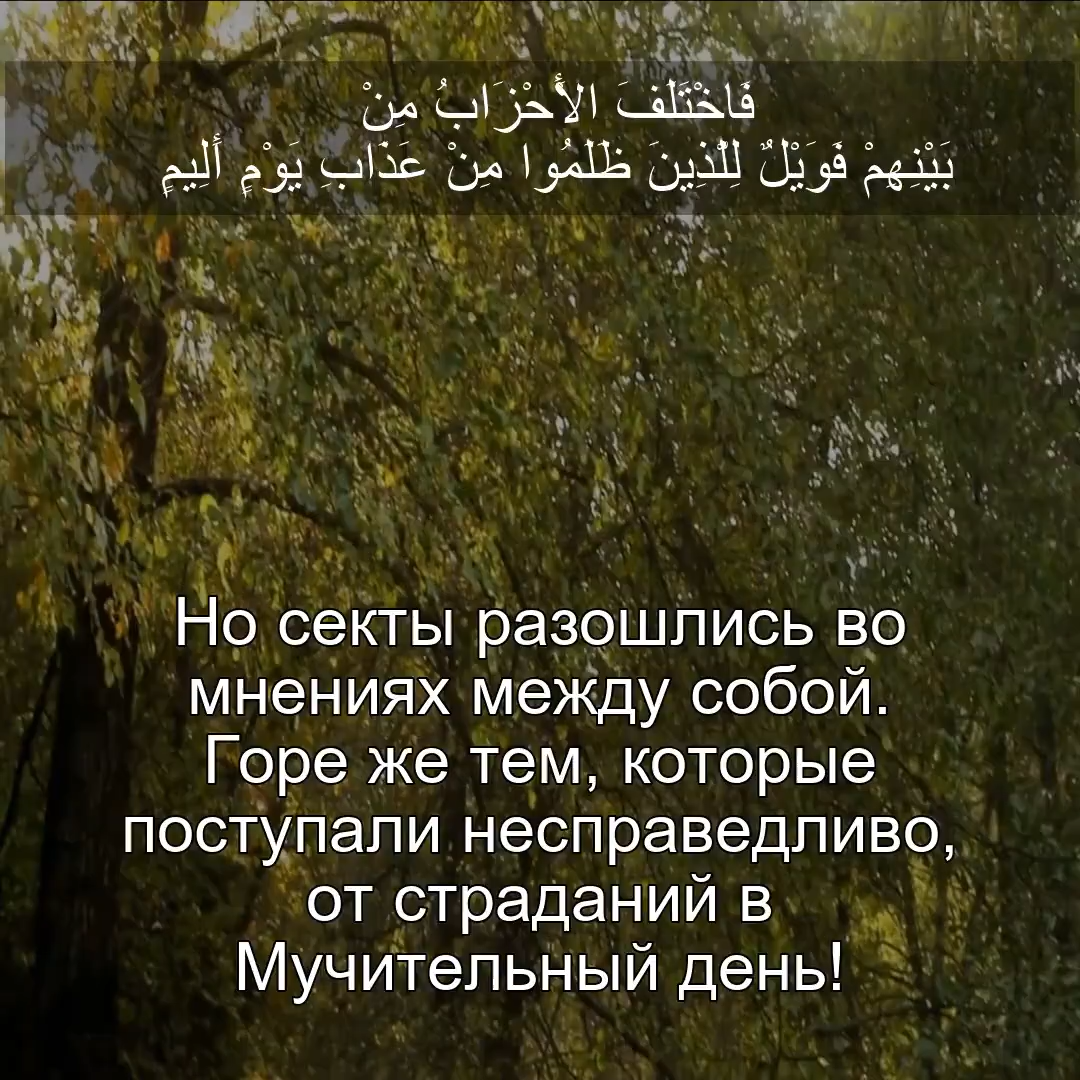 فَاخْتَلَفَ الأَحْزَابُ مِنْ
بَيْنِهِمْ فَوَيْلٌ لِلَّذِينَ ظَلَمُوا مِنْ عَذَابِ يَوْمٍ أَلِيمٍ
Но секты разошлись во
мнениях между собой.
Горе же тем, которые
поступали несправедливо,
от страданий в
Мучительный день!